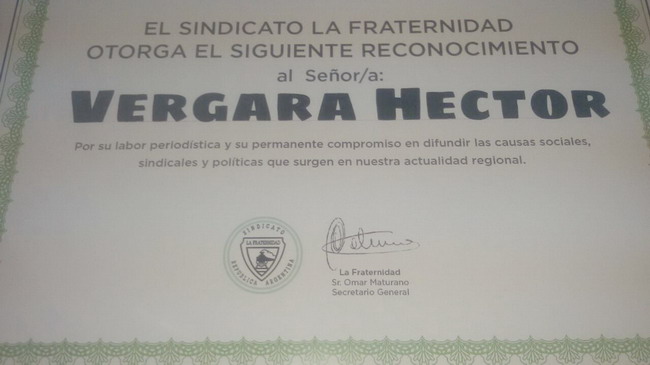 EL SINDICATO LA FRATERNIDAD
OTORGA EL SIGUIENTE RECONOCIMIENTO
al Señor/a:
VERGARA HECTOR
Por su labor periodística y su permanente compromiso en difundir las causas sociales,
sindicales y políticas que surgen en nuestra actualidad regional.
SINDICATO
LA FRATERNIDAD
REPUBLICA ARGENTINA
La Fraternidad
Sr. Omar Maturano
Secretario General